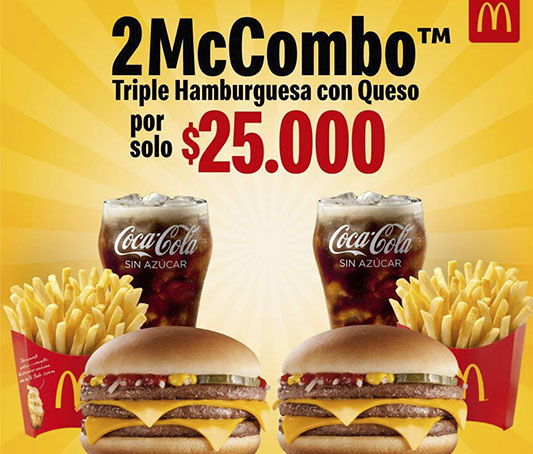 2McCombo™
Triple Hamburguesa con Queso
por
solo $25.000
Coca-Cola
SIN AZÚCAR
Coca-Cola
SIN AZÚCAR